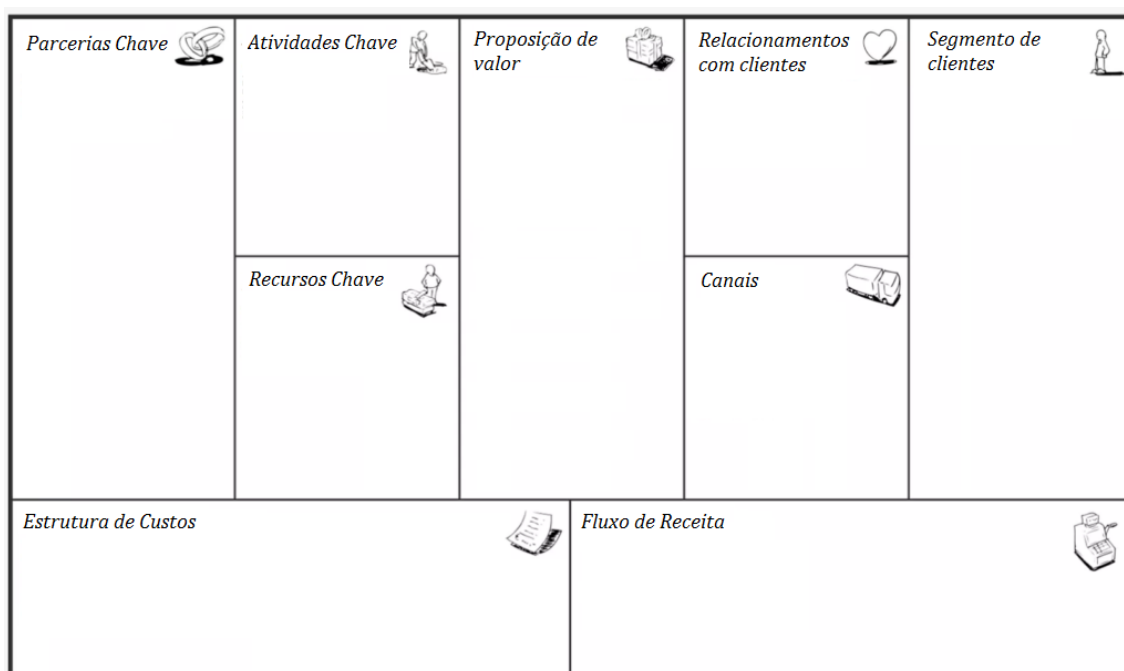 Parcerias Chave
Atividades Chave
Proposição de
valor
Relacionamentos
com clientes
Segmento de
clientes
Recursos Chave
Canais
Estrutura de Custos
Fluxo de Receita